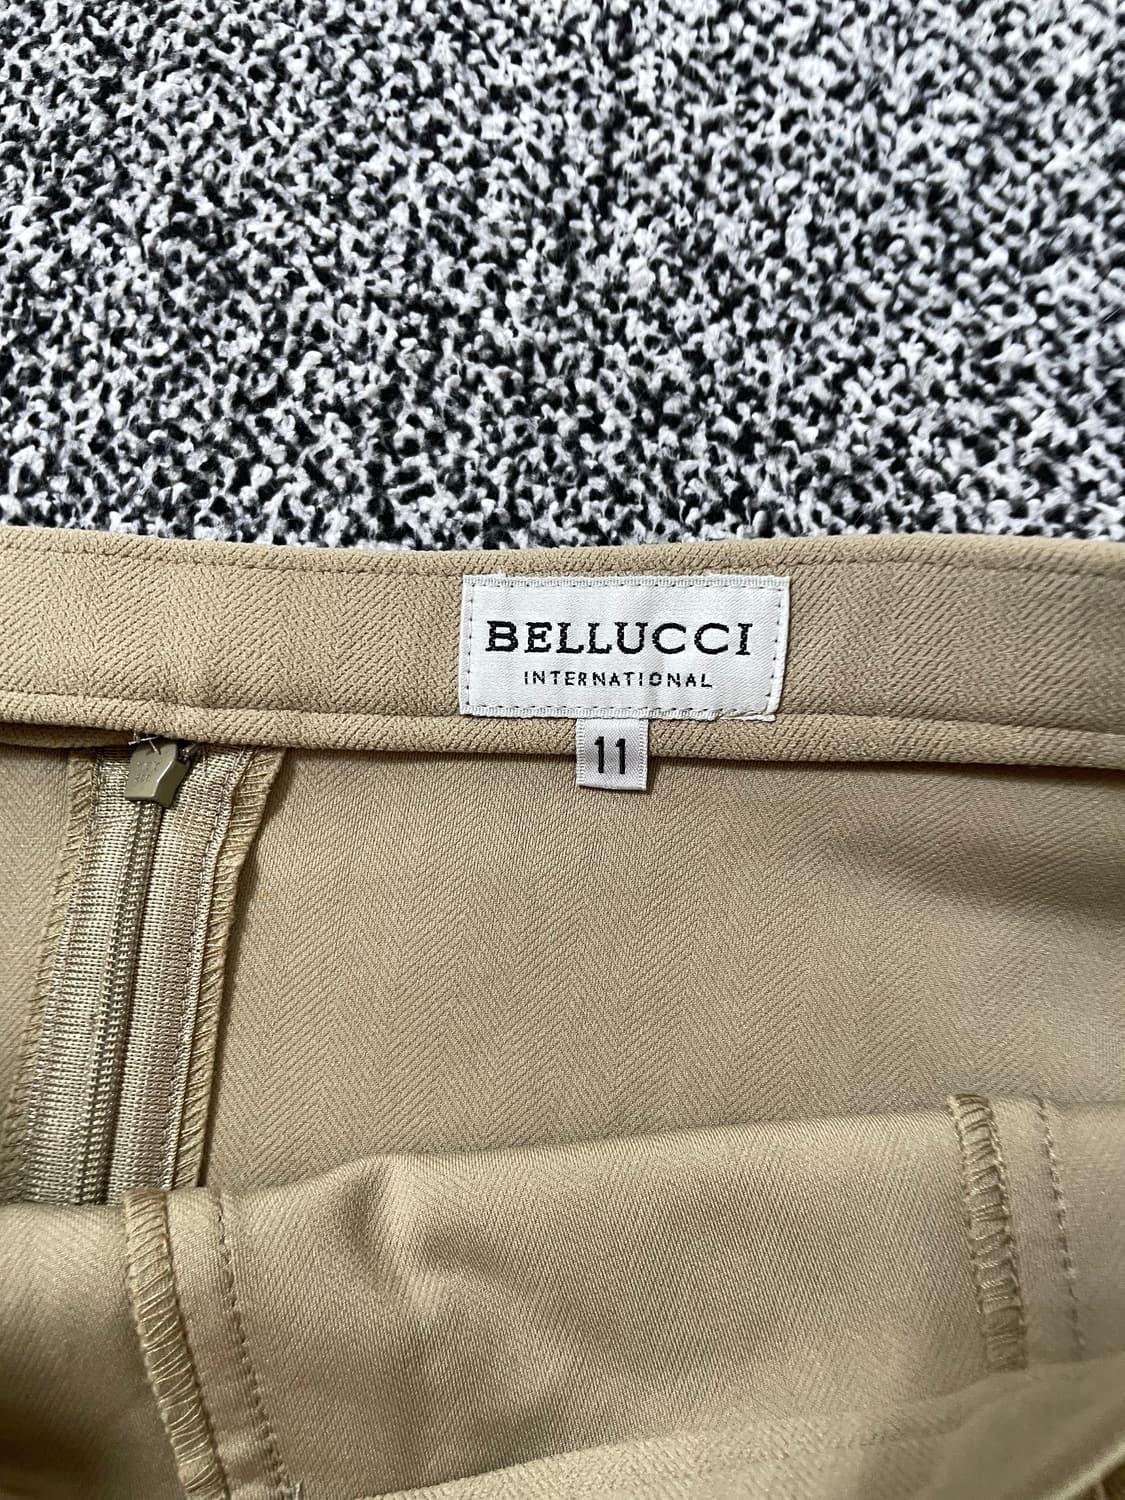 BELLUCCI
INTERNATIONAL
11